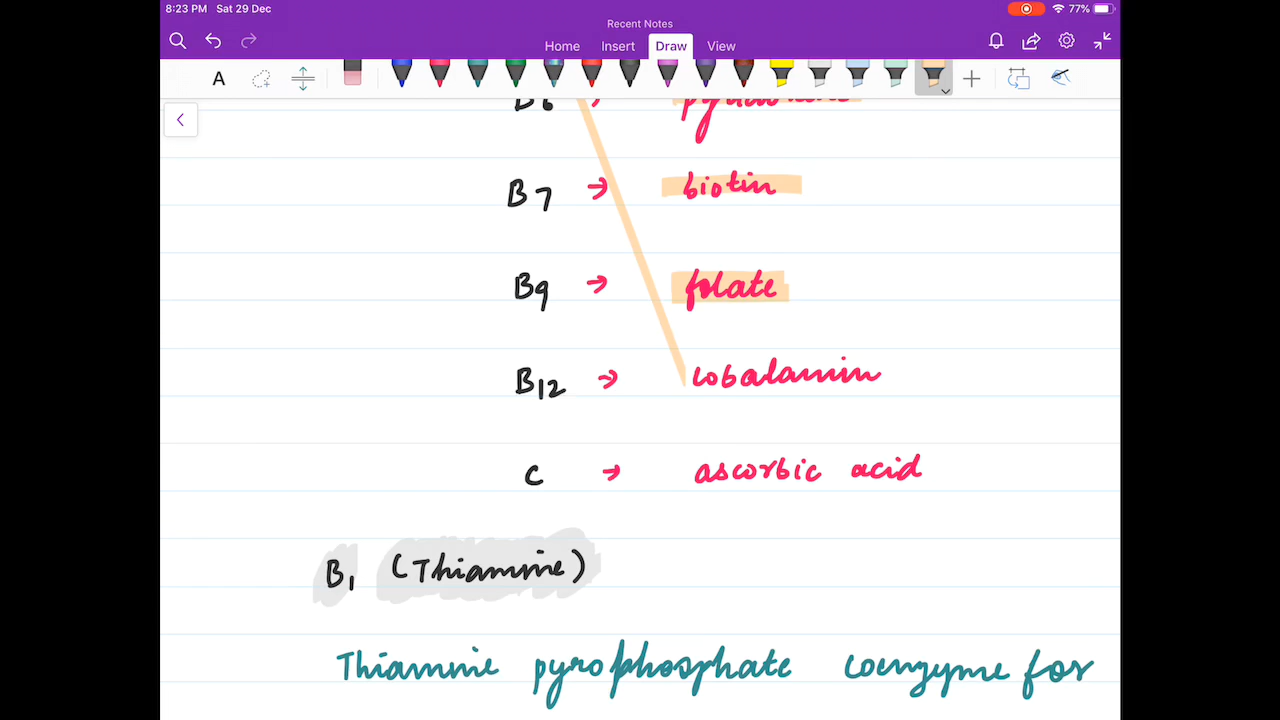 8:23 PM Sat 29 Dec 77%
Recent Notes
Home Insert Draw View
A
B6 →
B7 → biotin
B9 → folate
B12 → cobalamin
C → ascorbic acid
B1 (Thiamine)
Thiamine pyrophosphate coenzyme for